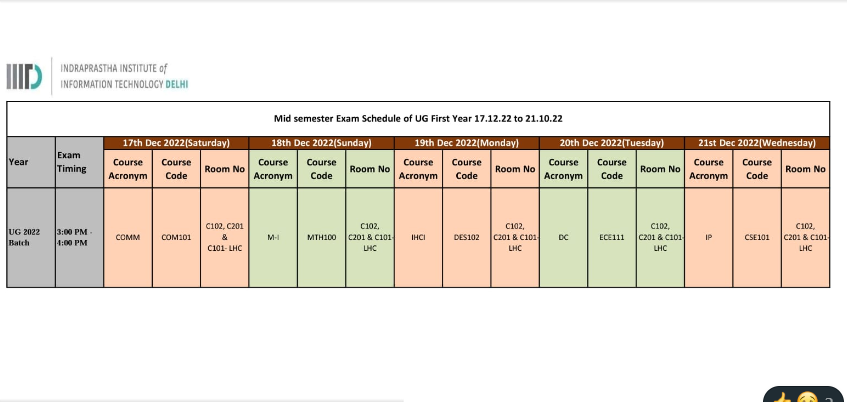 INDRAPRASTHA INSTITUTE of
INFORMATION TECHNOLOGY DELHI
Mid semester Exam Schedule of UG First Year 17.12.22 to 21.10.22
Year
Exam
Timing
17th Dec 2022(Saturday)
18th Dec 2022(Sunday)
19th Dec 2022(Monday)
20th Dec 2022(Tuesday)
21st Dec 2022(Wednesday)
Course
Acronym
Course
Code
Room No
Course
Acronym
Course
Code
Room No
Course
Acronym
Course
Code
Room No
Course
Acronym
Course
Code
Room No
Course
Acronym
Course
Code
Room No
UG 2022
Batch
3:00 PM -
4:00 PM
COMM
COM101
C102, C201
&
C101- LHC
M-I
MTH100
C102,
C201 & C101-
LHC
IHCI
DES102
C102,
C201 & C101-
LHC
DC
ECE111
C102,
C201 & C101-
LHC
IP
CSE101
C102,
C201 & C101-
LHC